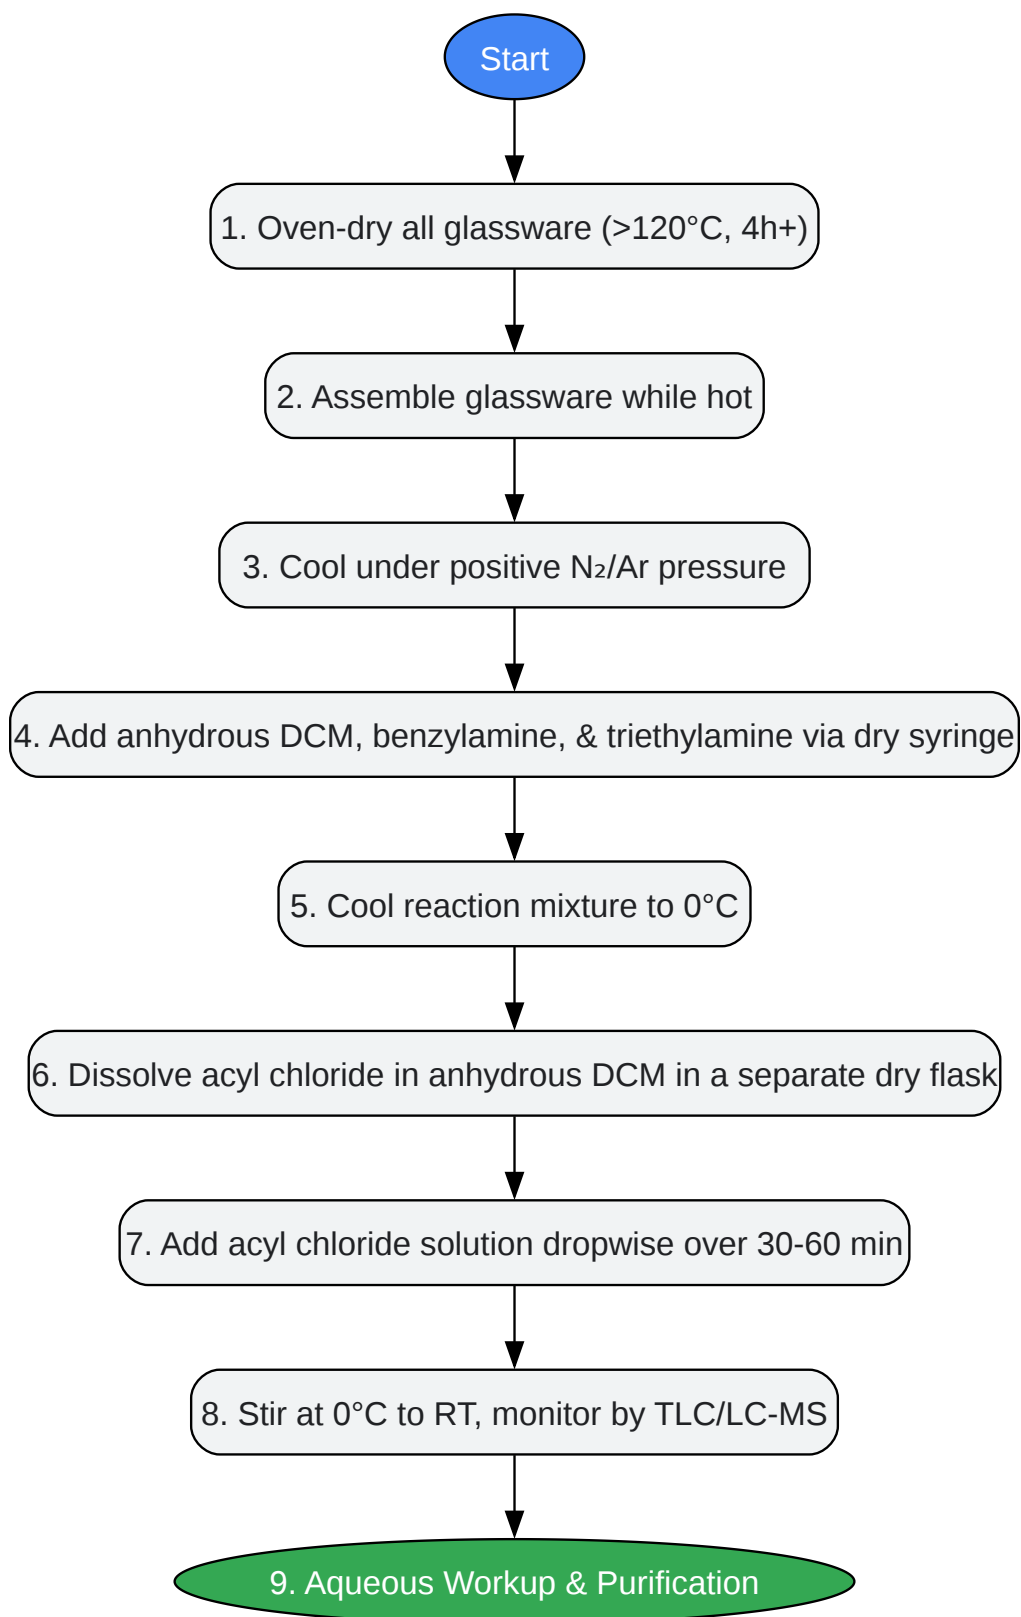 Start
1. Oven-dry all glassware (>120°C, 4h+)
2. Assemble glassware while hot
3. Cool under positive N₂/Ar pressure
4. Add anhydrous DCM, benzylamine, & triethylamine via dry syringe
5. Cool reaction mixture to 0°C
6. Dissolve acyl chloride in anhydrous DCM in a separate dry flask
7. Add acyl chloride solution dropwise over 30-60 min
8. Stir at 0°C to RT, monitor by TLC/LC-MS
9. Aqueous Workup & Purification